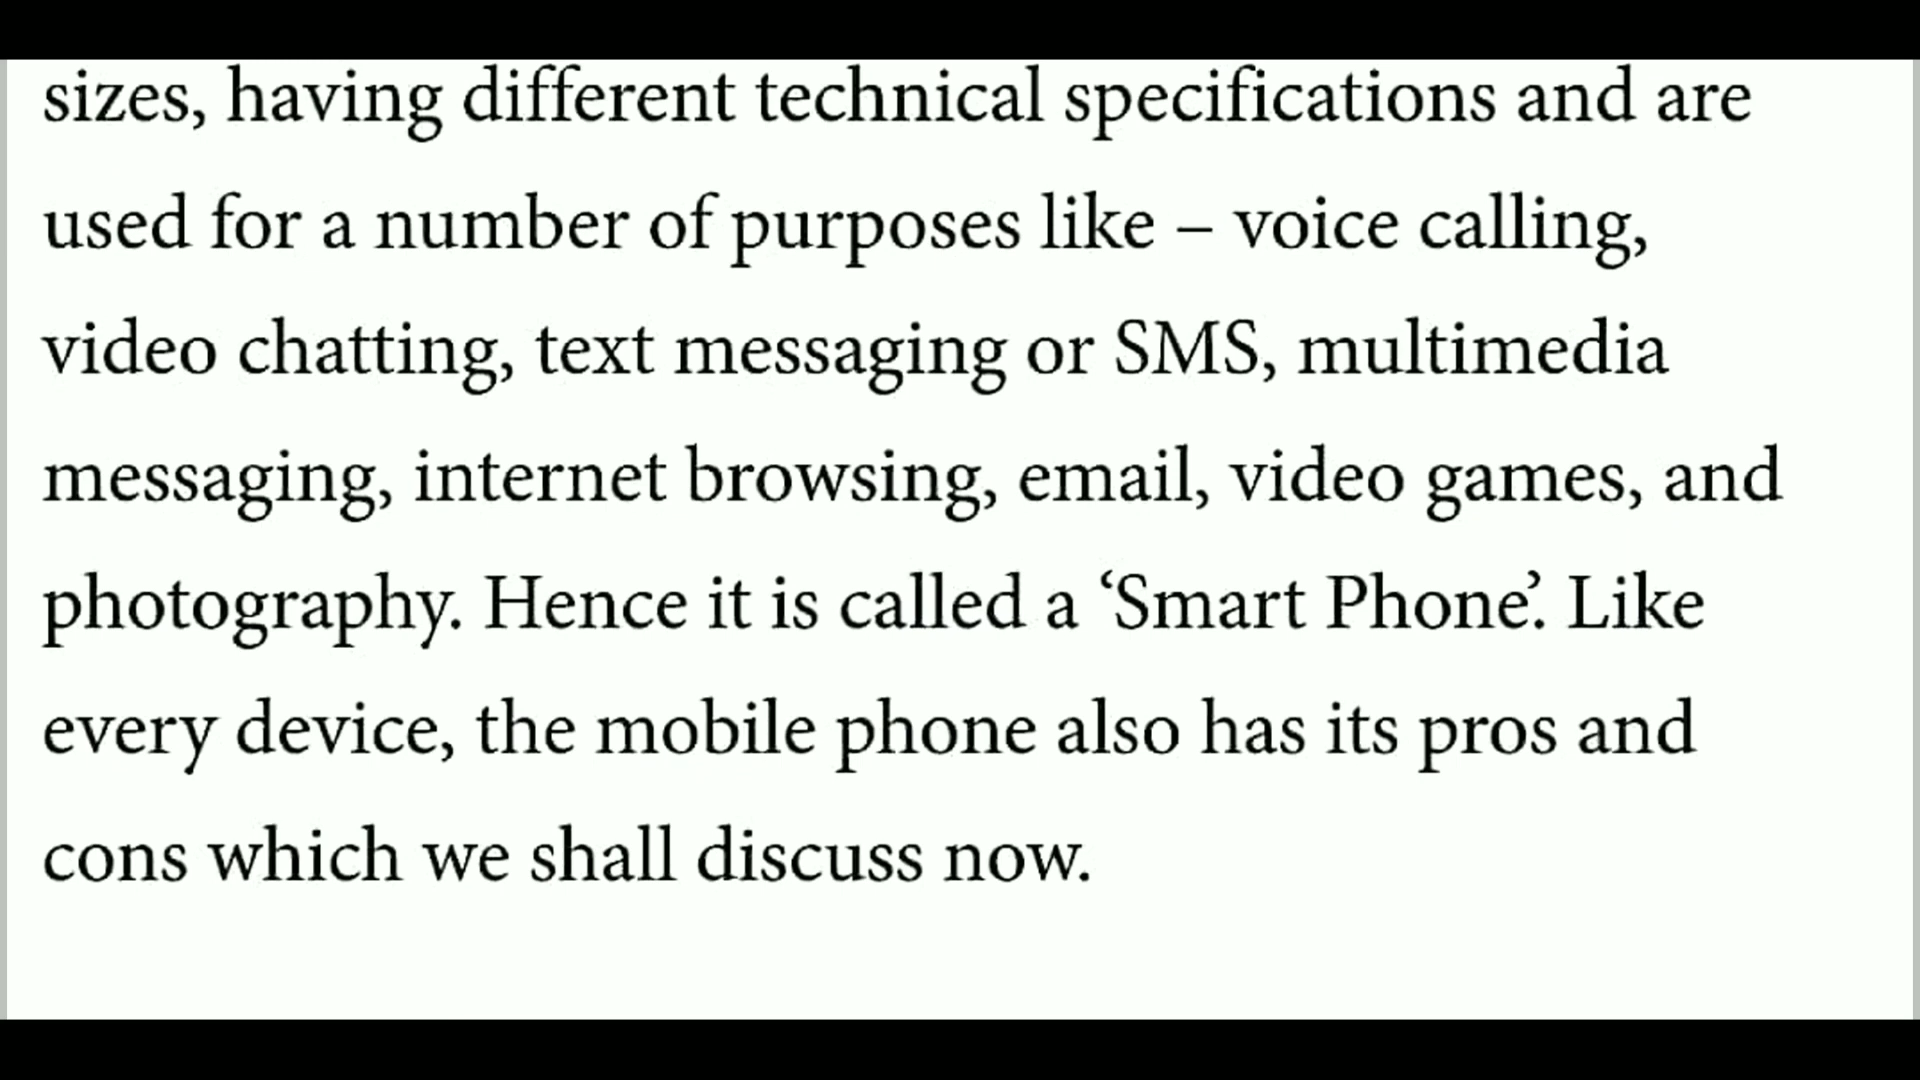 sizes, having different technical specifications and are
used for a number of purposes like – voice calling,
video chatting, text messaging or SMS, multimedia
messaging, internet browsing, email, video games, and
photography. Hence it is called a ‘Smart Phone’. Like
every device, the mobile phone also has its pros and
cons which we shall discuss now.